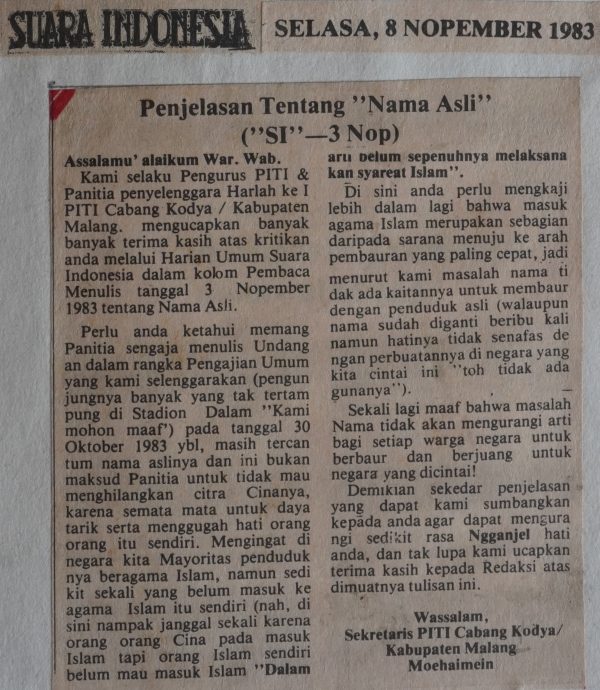 SUARA INDONESIA
SELASA, 8 NOPEMBER 1983
Penjelasan Tentang "Nama Asli"
("SI"—3 Nop)
Assalamu' alaikum War. Wab.
Kami selaku Pengurus PITI &
Panitia penyelenggara Harlah ke I
PITI Cabang Kodya / Kabupaten
Malang. mengucapkan banyak
banyak terima kasih atas kritikan
anda melalui Harian Umum Suara
Indonesia dalam kolom Pembaca
Menulis tanggal 3 Nopember
1983 tentang Nama Asli.
Perlu anda ketahui memang
Panitia sengaja menulis Undang
an dalam rangka Pengajian Umum
yang kami selenggarakan (pengun
jungnya banyak yang tak tertam
pung di Stadion Dalam "Kami
mohon maaf') pada tanggal 30
Oktober 1983 ybl, masih tercan
tum nama aslinya dan ini bukan
maksud Panitia untuk tidak mau
menghilangkan citra Cinanya,
karena semata mata untuk daya
tarik serta menggugah hati orang
orang itu sendiri. Mengingat di
negara kita Mayoritas penduduk
nya beragama Islam, namun sedi
kit sekali yang belum masuk ke
agama Islam itu sendiri (nah, di
sini nampak janggal sekali karena
orang orang Cina pada masuk
Islam tapi orang Islam sendiri
belum mau masuk Islam "Dalam
arti belum sepenuhnya melaksana
kan syareat Islam".
Di sini anda perlu mengkaji
lebih dalam lagi bahwa masuk
agama Islam merupakan sebagian
daripada sarana menuju ke arah
pembauran yang paling cepat, jadi
menurut kami masalah nama ti
dak ada kaitannya untuk membaur
dengan penduduk asli (walaupun
nama sudah diganti beribu kali
namun hatinya tidak senafas de
ngan perbuatannya di negara yang
kita cintai ini "toh tidak ada
gunanya").
Sekali lagi maaf bahwa masalah
Nama tidak akan mengurangi arti
bagi setiap warga negara untuk
berbaur dan berjuang untuk
negara yang dicintai!
Demikian sekedar penjelasan
yang dapat kami sumbangkan
kepada anda agar dapat mengura
ngi sedikit rasa Ngganjel hati
anda, dan tak lupa kami ucapkan
terima kasih kepada Redaksi atas
dimuatnya tulisan ini.
Wassalam,
Sekretaris PITI Cabang Kodya/
Kabupaten Malang
Moehaimein